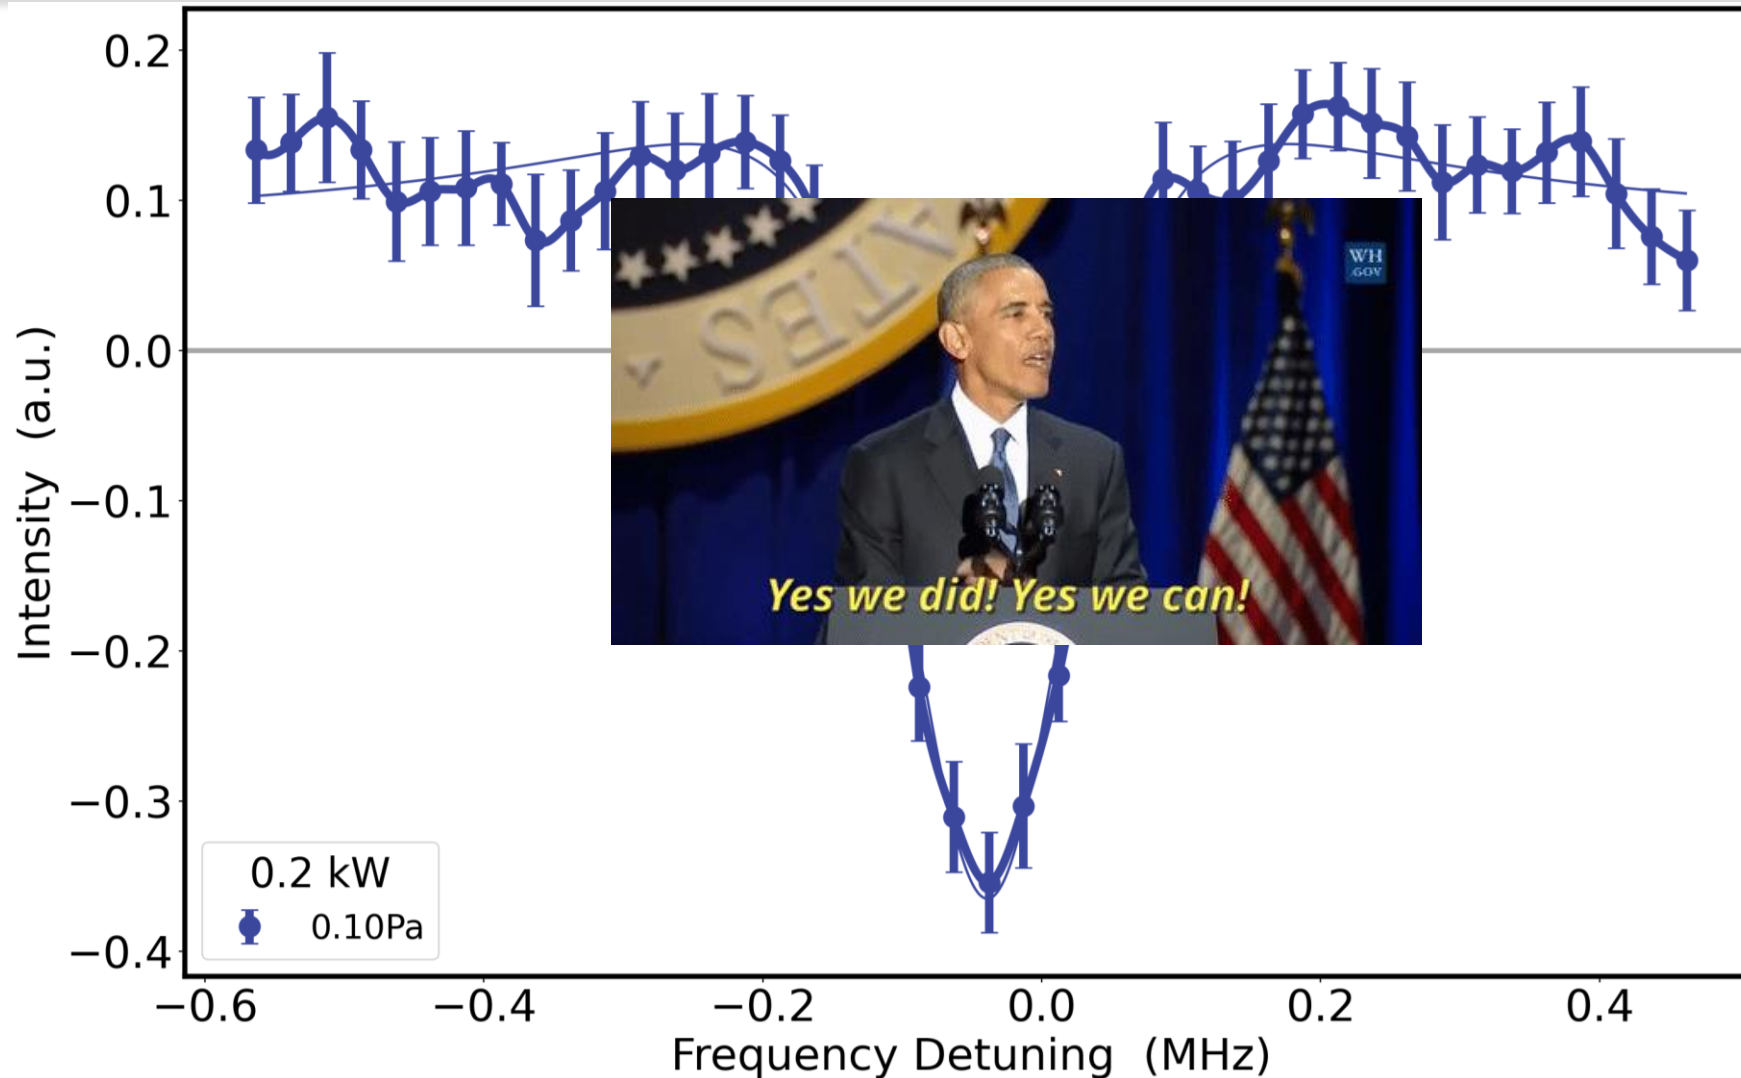 0.2
0.1
0.0
−0.1
−0.2
−0.3
−0.4
Intensity (a.u.)
ATES
WH
.GOV
Yes we did! Yes we can!
0.2 kW
0.10Pa
−0.6
−0.4
−0.2
0.0
0.2
0.4
Frequency Detuning (MHz)